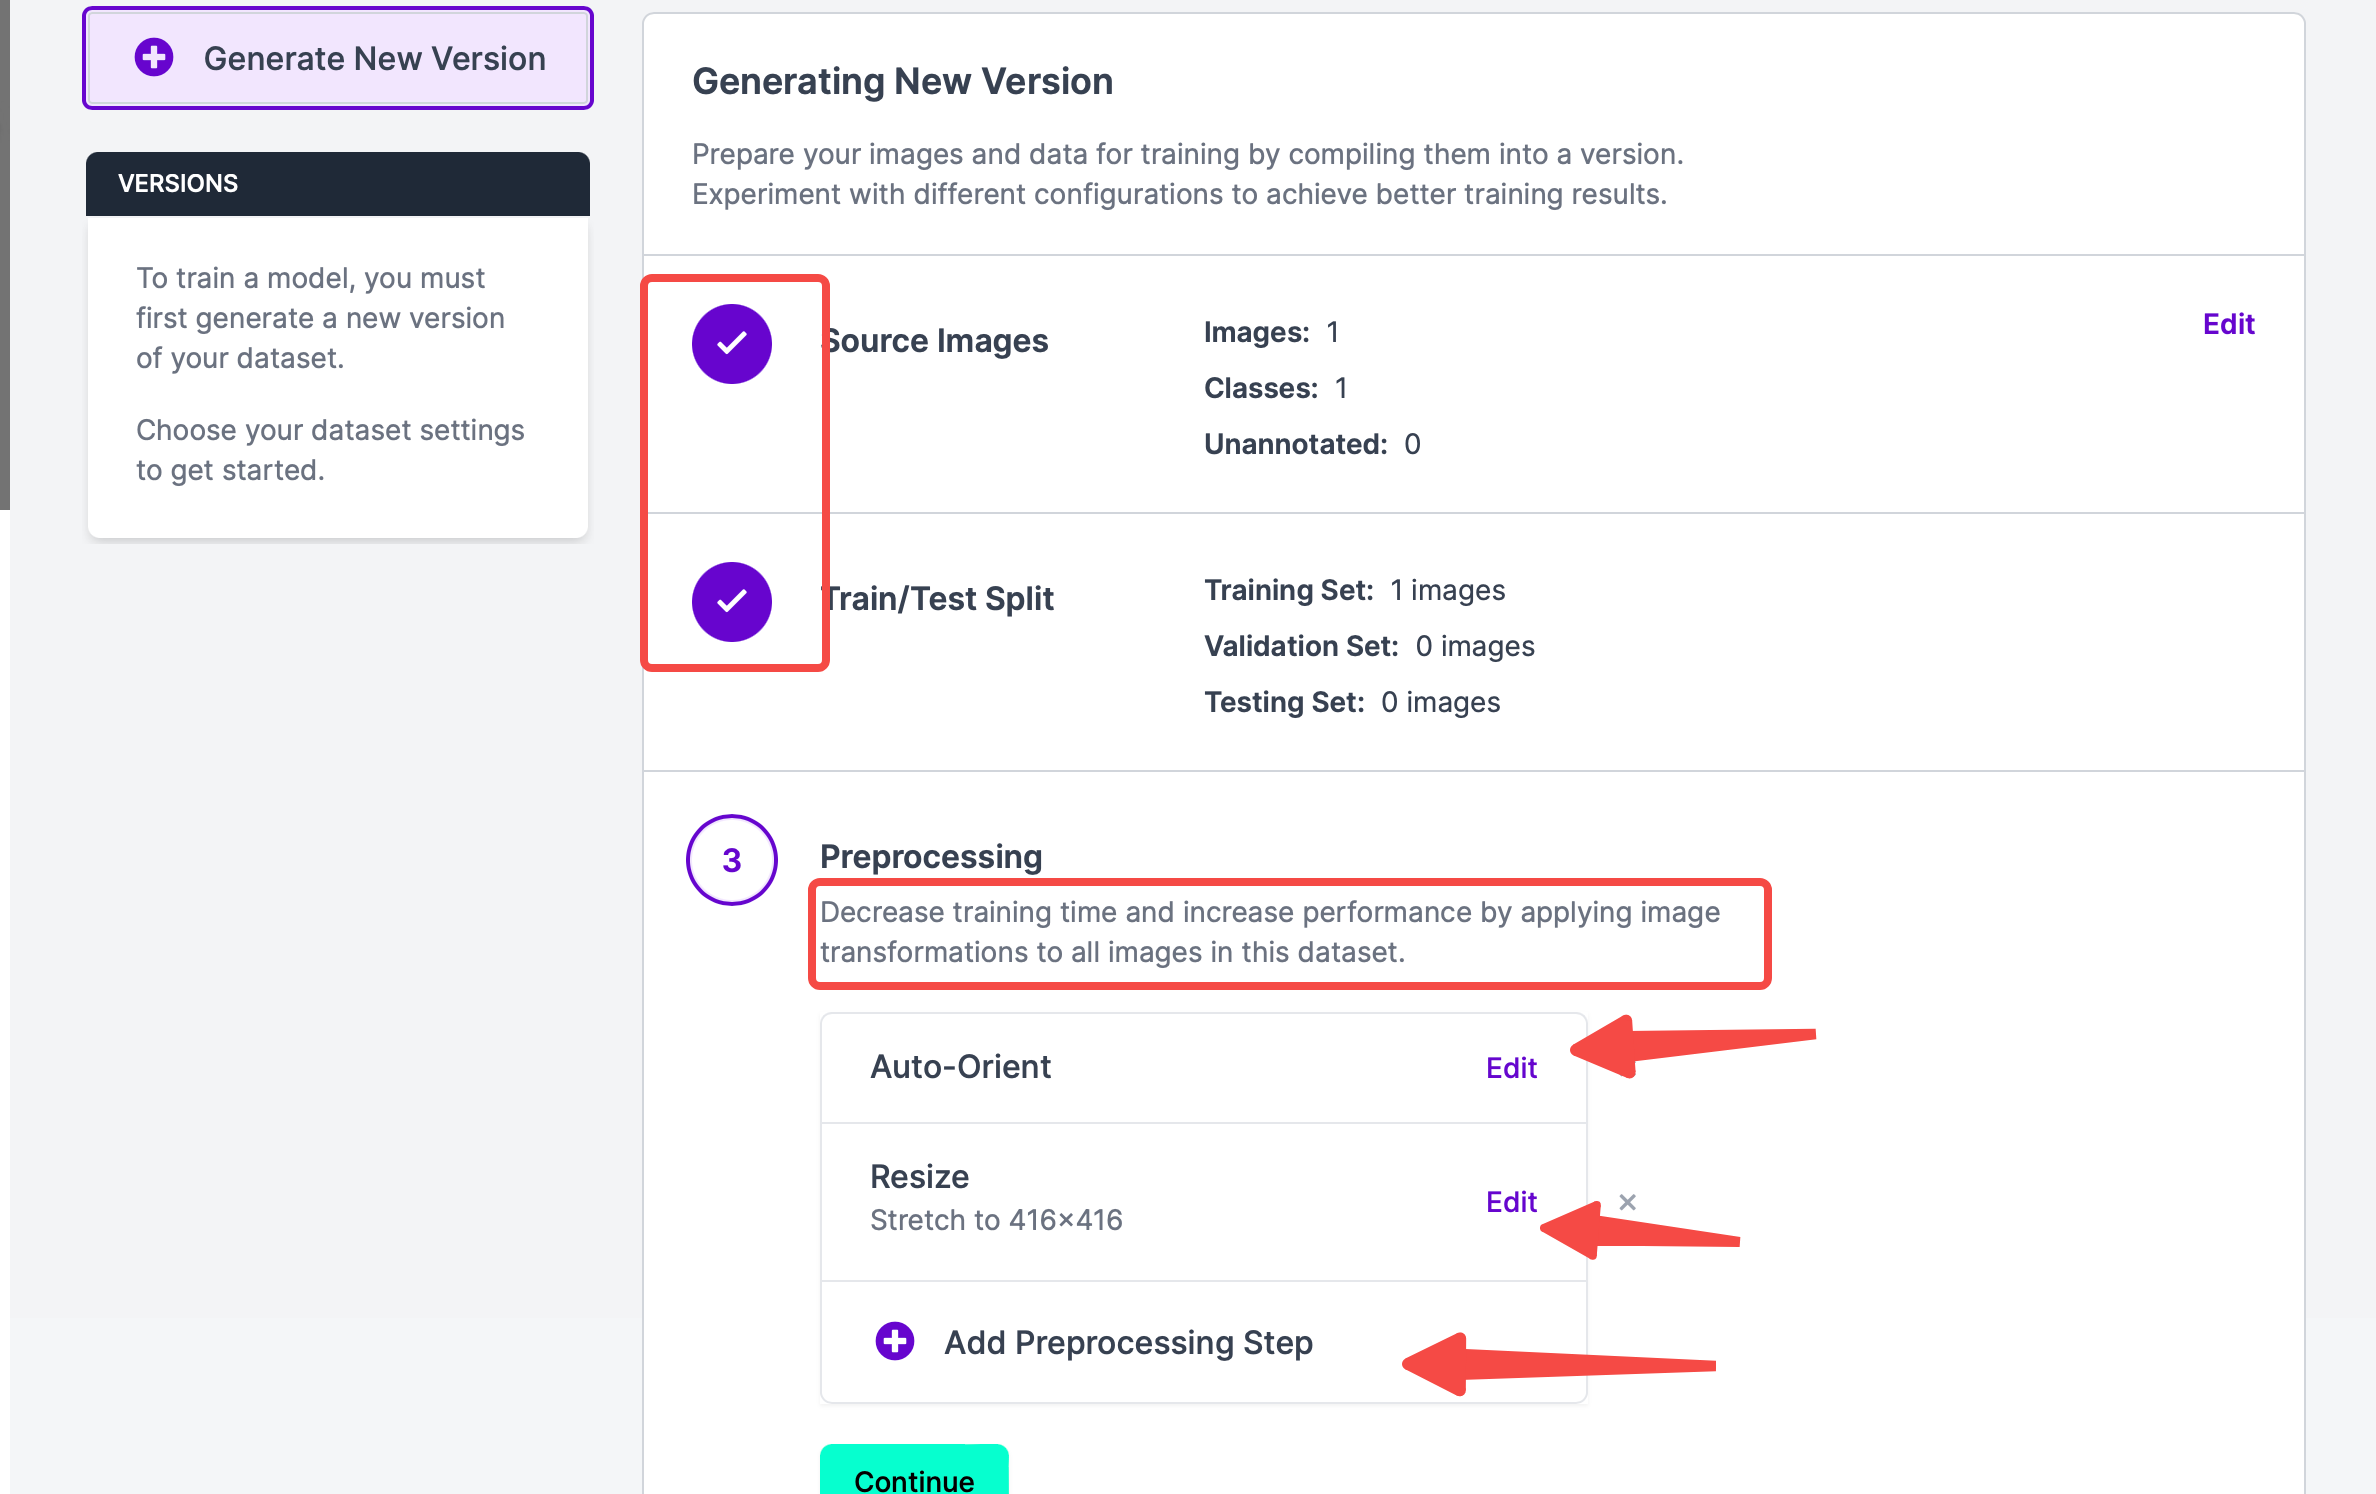 Generate New Version
VERSIONS
To train a model, you must
first generate a new version
of your dataset.
Choose your dataset settings
to get started.
Generating New Version
Prepare your images and data for training by compiling them into a version.
Experiment with different configurations to achieve better training results.
Source Images
Images: 1
Classes: 1
Unannotated: 0
Edit
Train/Test Split
Training Set: 1 images
Validation Set: 0 images
Testing Set: 0 images
3
Preprocessing
Decrease training time and increase performance by applying image
transformations to all images in this dataset.
Auto-Orient
Edit
Resize
Stretch to 416×416
Edit
×
Add Preprocessing Step
Continue